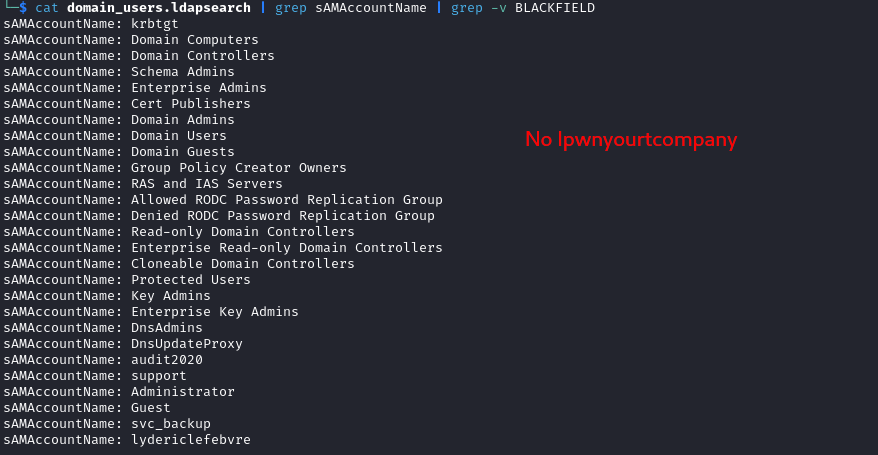 └─$ cat domain_users.ldapsearch | grep sAMAccountName | grep -v BLACKFIELD
sAMAccountName: krbtgt
sAMAccountName: Domain Computers
sAMAccountName: Domain Controllers
sAMAccountName: Schema Admins
sAMAccountName: Enterprise Admins
sAMAccountName: Cert Publishers
sAMAccountName: Domain Admins
sAMAccountName: Domain Users
No Ipwnyourtcompany
sAMAccountName: Domain Guests
sAMAccountName: Group Policy Creator Owners
sAMAccountName: RAS and IAS Servers
sAMAccountName: Allowed RODC Password Replication Group
sAMAccountName: Denied RODC Password Replication Group
sAMAccountName: Read-only Domain Controllers
sAMAccountName: Enterprise Read-only Domain Controllers
sAMAccountName: Cloneable Domain Controllers
sAMAccountName: Protected Users
sAMAccountName: Key Admins
sAMAccountName: Enterprise Key Admins
sAMAccountName: DnsAdmins
sAMAccountName: DnsUpdateProxy
sAMAccountName: audit2020
sAMAccountName: support
sAMAccountName: Administrator
sAMAccountName: Guest
sAMAccountName: svc_backup
sAMAccountName: lydericlefebvre